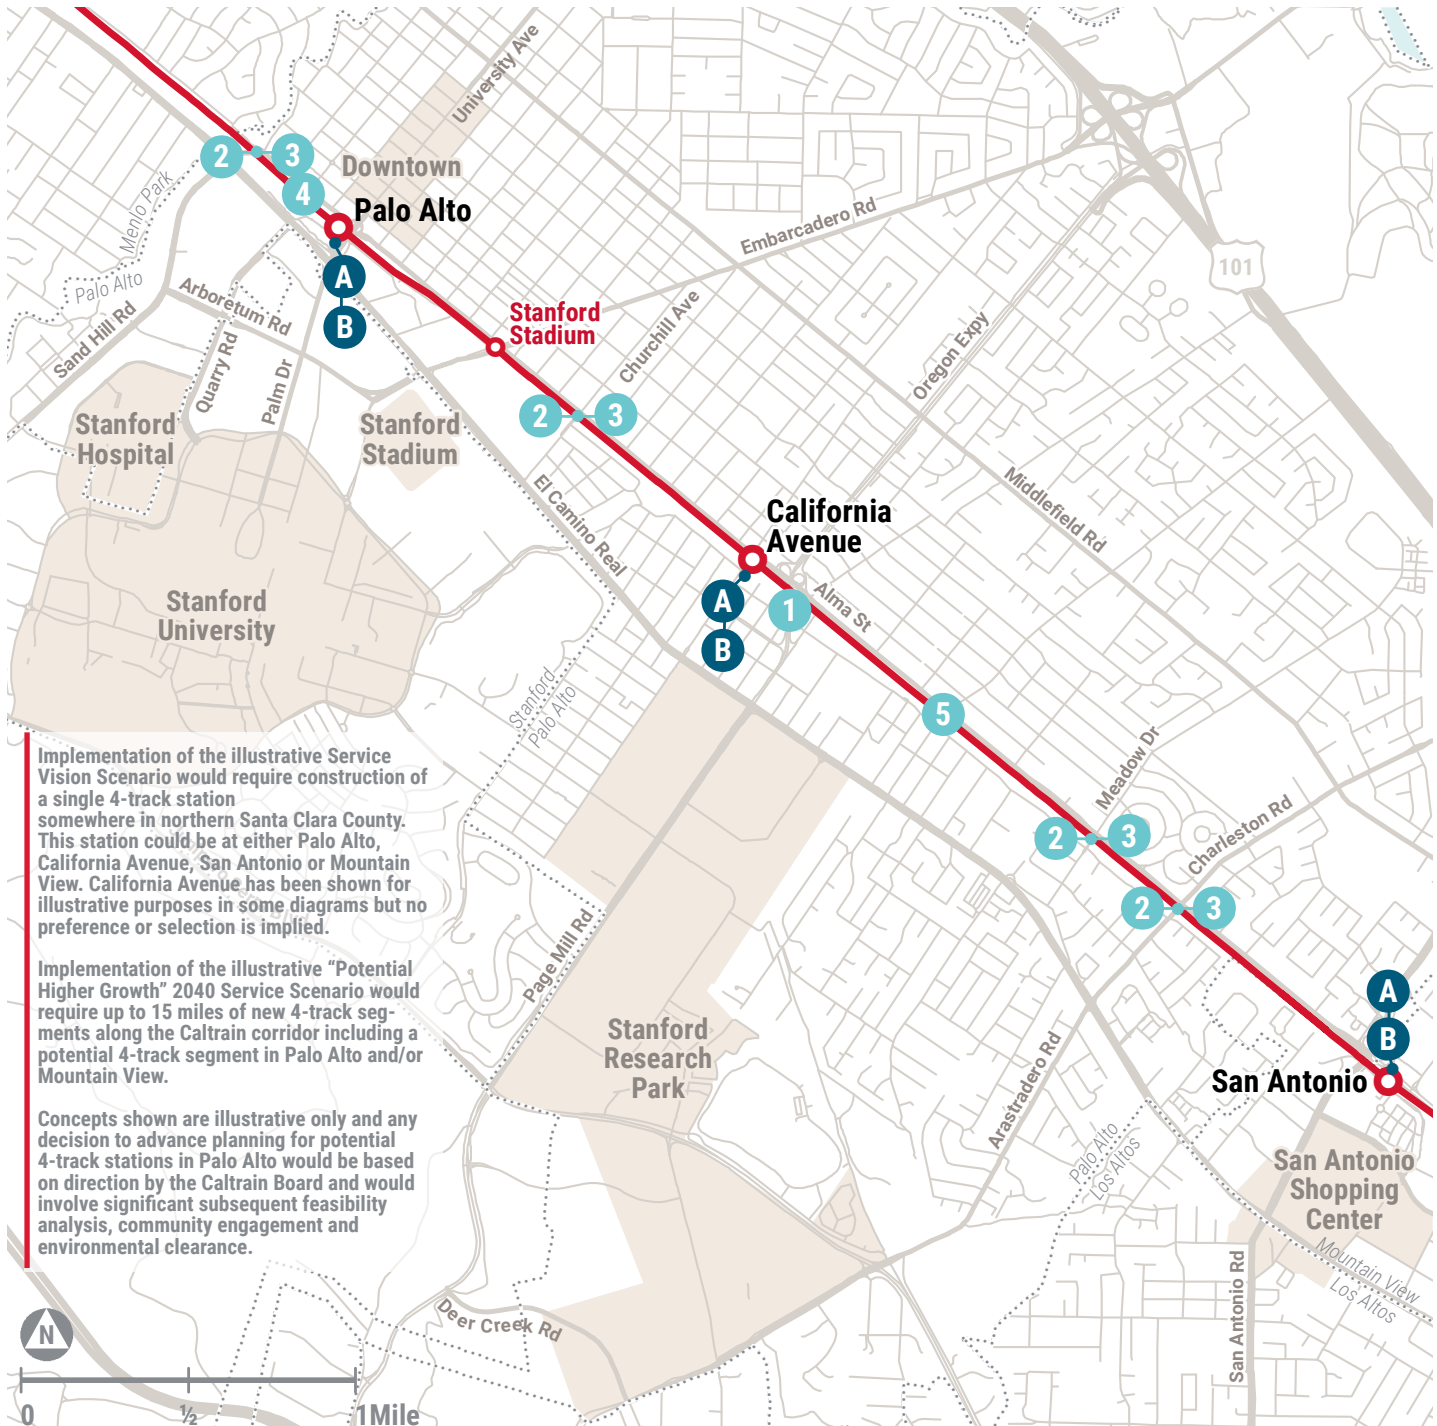 University Ave
2
3
4
Downtown
Palo Alto
Menlo Park
Palo Alto
A
B
Embarcadero Rd
101
Sand Hill Rd
Arboretum Rd
Quarry Rd
Palm Dr
Stanford
Stadium
Churchill Ave
Oregon Expy
Stanford
Hospital
Stanford
Stadium
2
3
El Camino Real
Middlefield Rd
California
Avenue
A
B
1
Alma St
Stanford
University
Stanford
Palo Alto
5
Meadow Dr
2
3
Charleston Rd
2
3
Implementation of the illustrative Service
Vision Scenario would require construction of
a single 4-track station
somewhere in northern Santa Clara County.
This station could be at either Palo Alto,
California Avenue, San Antonio or Mountain
View. California Avenue has been shown for
illustrative purposes in some diagrams but no
preference or selection is implied.
Implementation of the illustrative “Potential
Higher Growth” 2040 Service Scenario would
require up to 15 miles of new 4-track seg-
ments along the Caltrain corridor including a
potential 4-track segment in Palo Alto and/or
Mountain View.
Concepts shown are illustrative only and any
decision to advance planning for potential
4-track stations in Palo Alto would be based
on direction by the Caltrain Board and would
involve significant subsequent feasibility
analysis, community engagement and
environmental clearance.
Page Mill Rd
Stanford
Research
Park
Arastradero Rd
A
B
San Antonio
Palo Alto
Los Altos
San Antonio
Shopping
Center
Mountain View
Los Altos
San Antonio Rd
Deer Creek Rd
N
0
½
1 Mile